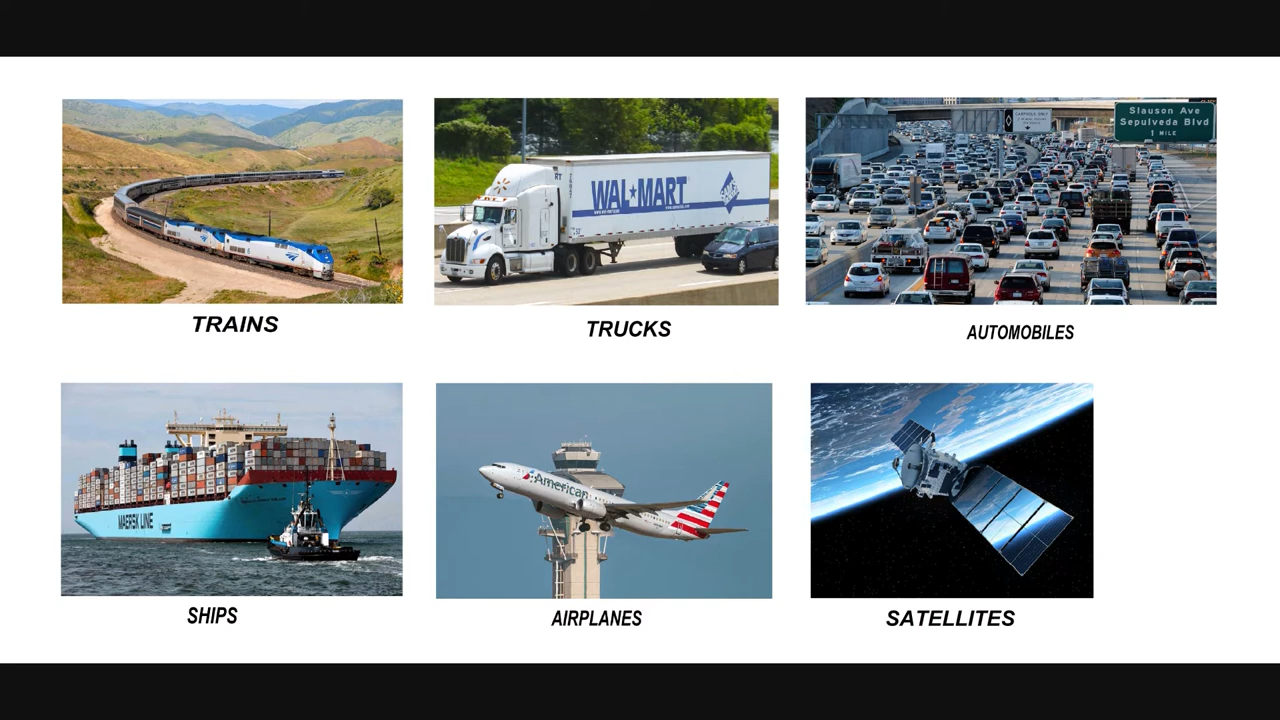 Slauson Ave
Sepulveda Blvd
1 MILE
CARPOOL ONLY
WAL★MART
TRAINS
TRUCKS
AUTOMOBILES
MAERSK LINE
American
SHIPS
AIRPLANES
SATELLITES